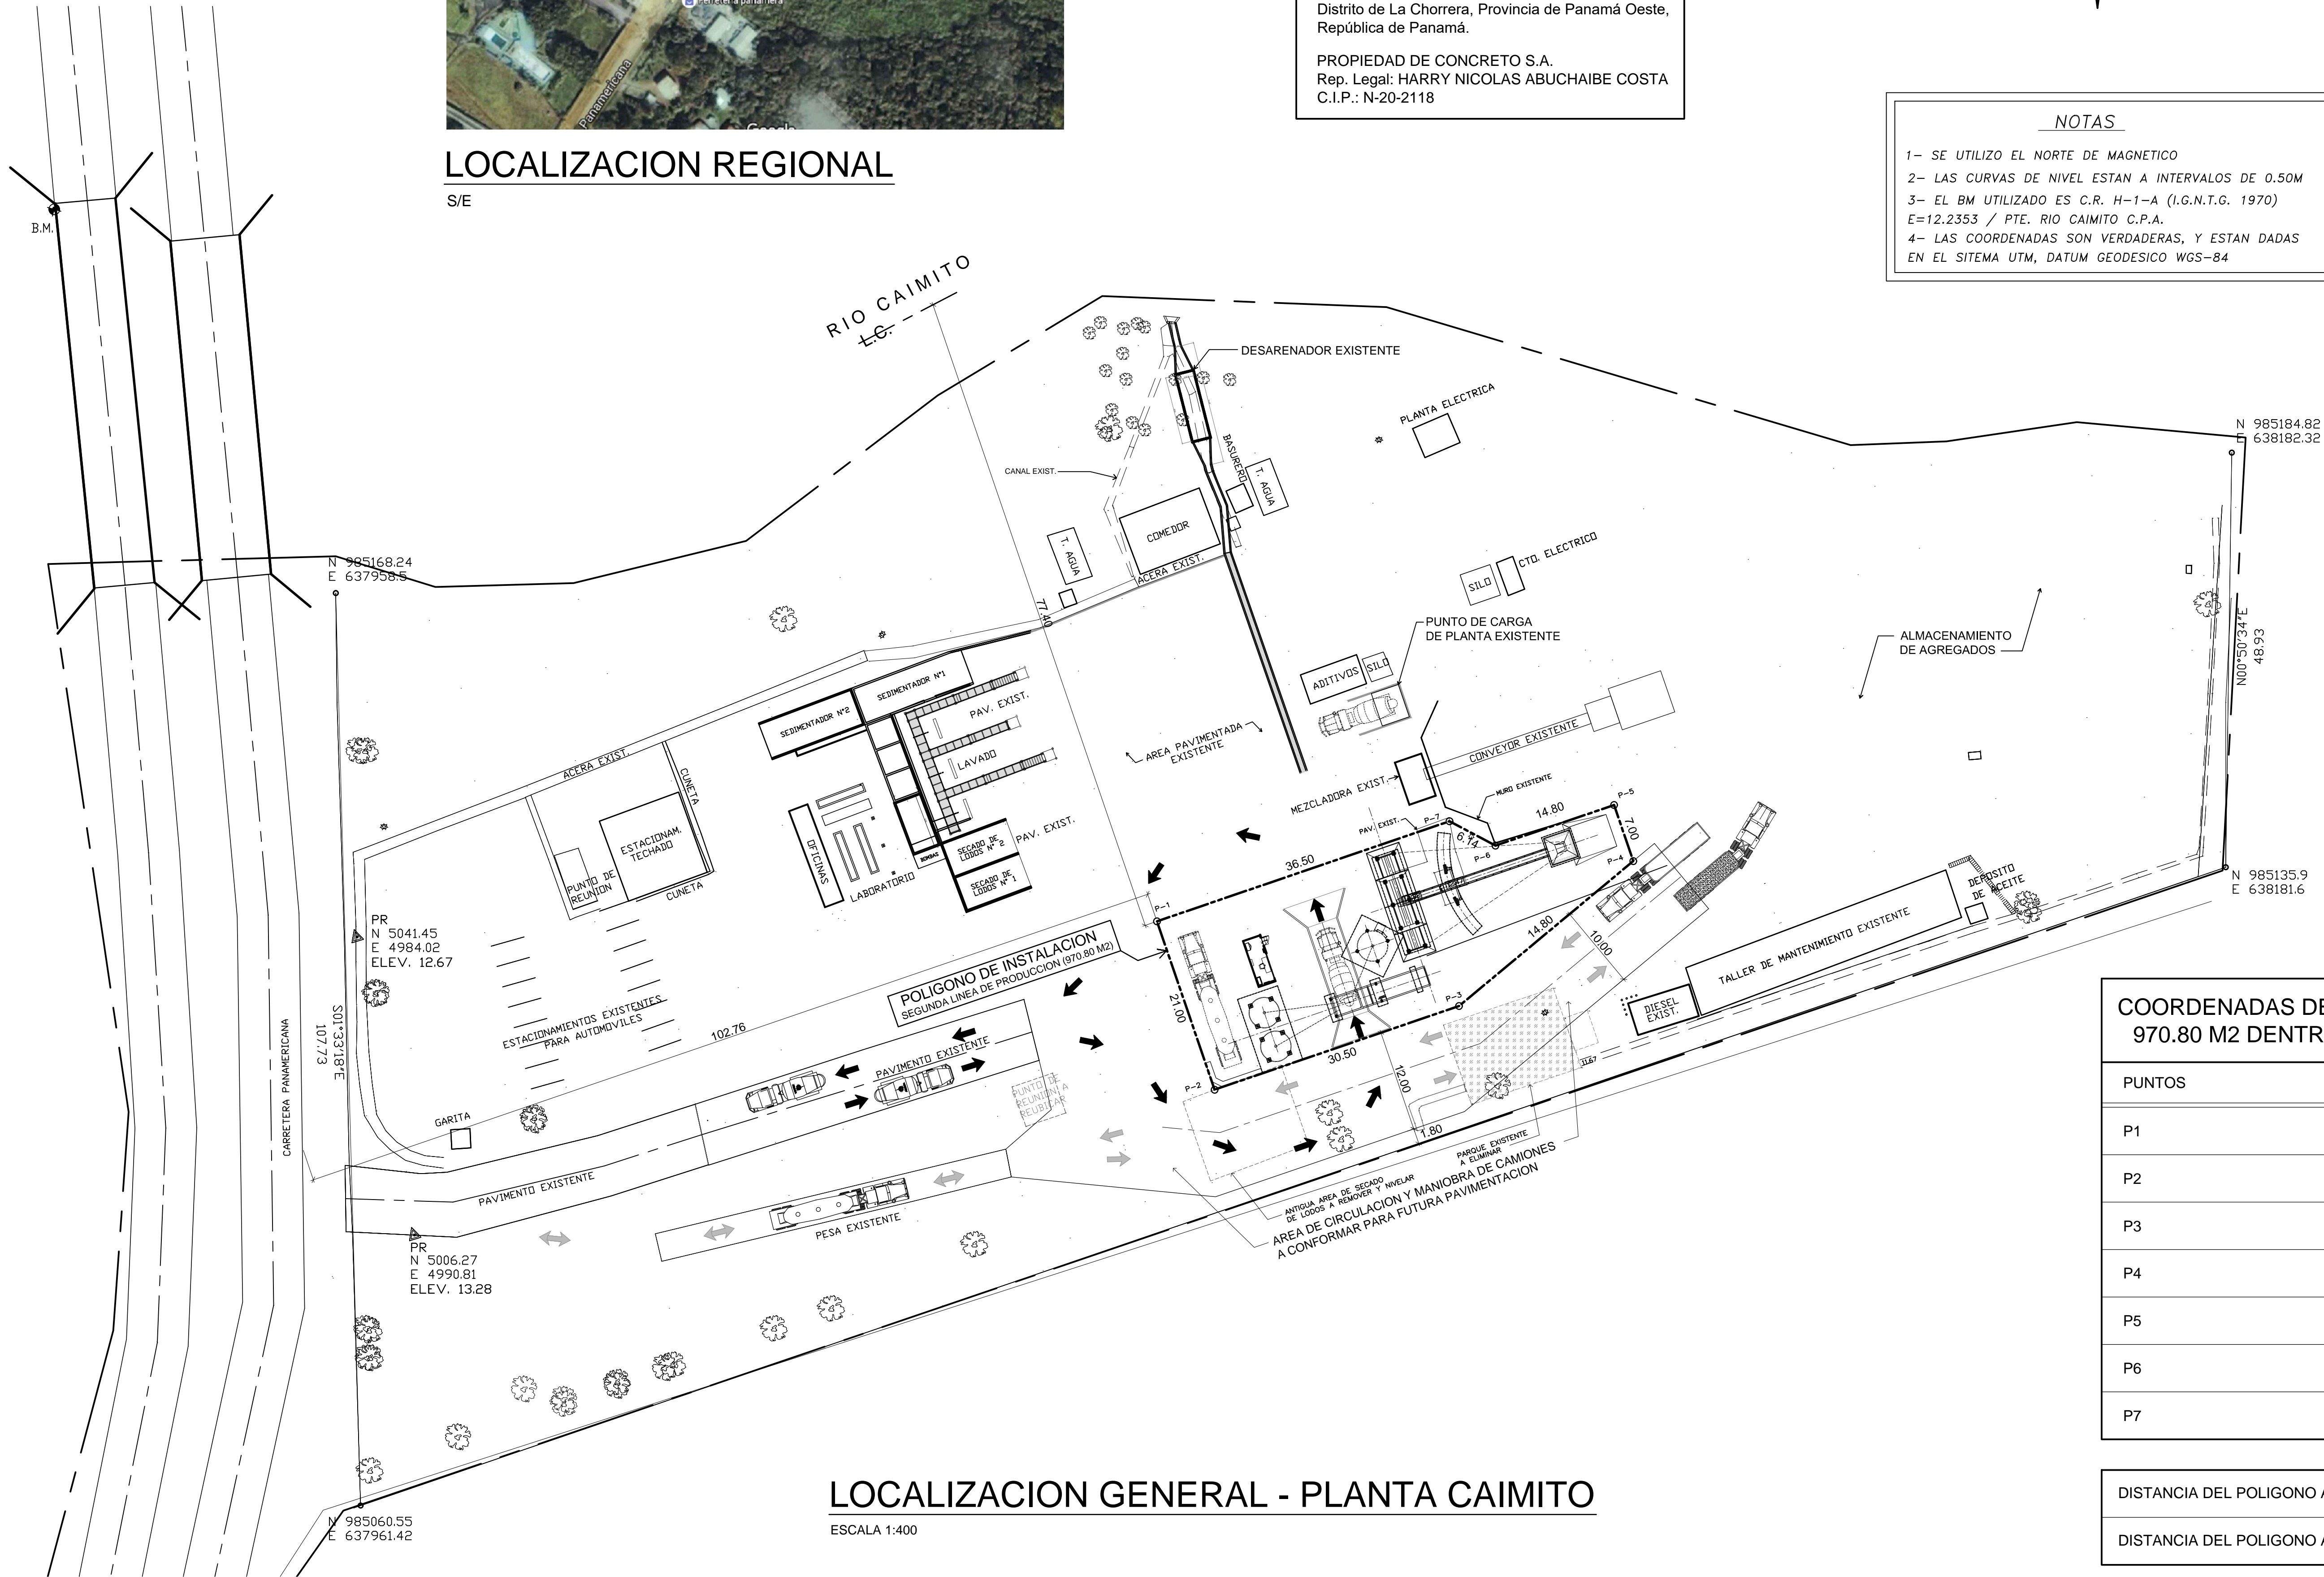 Ferretería panamera
Panamericana
Google
LOCALIZACION REGIONAL
S/E
Distrito de La Chorrera, Provincia de Panamá Oeste,
República de Panamá.
PROPIEDAD DE CONCRETO S.A.
Rep. Legal: HARRY NICOLAS ABUCHAIBE COSTA
C.I.P.: N-20-2118
NOTAS
1- SE UTILIZO EL NORTE DE MAGNETICO
2- LAS CURVAS DE NIVEL ESTAN A INTERVALOS DE 0.50M
3- EL BM UTILIZADO ES C.R. H-1-A (I.G.N.T.G. 1970)
E=12.2353 / PTE. RIO CAIMITO C.P.A.
4- LAS COORDENADAS SON VERDADERAS, Y ESTAN DADAS
EN EL SITEMA UTM, DATUM GEODESICO WGS-84
B.M.
RIO CAIMITO
L.C.
DESARENADOR EXISTENTE
PLANTA ELECTRICA
N 985184.82
E 638182.32
CANAL EXIST.
BASURERO
T. AGUA
COMEDOR
T. AGUA
ACERA EXIST.
CTO. ELECTRICO
SILO
N 985168.24
E 637958.5
77.40
PUNTO DE CARGA
DE PLANTA EXISTENTE
ALMACENAMIENTO
DE AGREGADOS
N00°50'34"E
48.93
ADITIVOS
SILO
SEDIMENTADOR N°1
SEDIMENTADOR N°2
PAV. EXIST.
LAVADO
AREA PAVIMENTADA
EXISTENTE
CONVEYOR EXISTENTE
MEZCLADORA EXIST.
MURO EXISTENTE
ACERA EXIST.
CUNETA
ESTACIONAM.
TECHADO
PUNTO DE
REUNION
CUNETA
OFICINAS
LABORATORIO
BOMBAS
SECADO DE
LODOS N° 2
SECADO DE
LODOS N° 1
PAV. EXIST.
PAV. EXIST.
P-7
6.14
P-6
14.80
P-5
7.00
P-4
36.50
P-1
21.00
P-2
30.50
P-3
14.80
10.00
12.00
1.80
11.67
DEPOSITO
DE ACEITE
N 985135.9
E 638181.6
TALLER DE MANTENIMIENTO EXISTENTE
DIESEL
EXIST.
PR
N 5041.45
E 4984.02
ELEV. 12.67
POLIGONO DE INSTALACION
SEGUNDA LINEA DE PRODUCCION (970.80 M2)
ESTACIONAMIENTOS EXISTENTES
PARA AUTOMOVILES
102.76
S01°33'18"E
107.73
CARRETERA PANAMERICANA
GARITA
PAVIMENTO EXISTENTE
PAVIMENTO EXISTENTE
PUNTO DE
REUNION A
REUBICAR
PESA EXISTENTE
PARQUE EXISTENTE
A ELIMINAR
ANTIGUA AREA DE SECADO
DE LODOS A REMOVER Y NIVELAR
AREA DE CIRCULACION Y MANIOBRA DE CAMIONES
A CONFORMAR PARA FUTURA PAVIMENTACION
PR
N 5006.27
E 4990.81
ELEV. 13.28
N 985060.55
E 637961.42
LOCALIZACION GENERAL - PLANTA CAIMITO
ESCALA 1:400
COORDENADAS DE
970.80 M2 DENTR
PUNTOS
P1
P2
P3
P4
P5
P6
P7
DISTANCIA DEL POLIGONO A
DISTANCIA DEL POLIGONO A